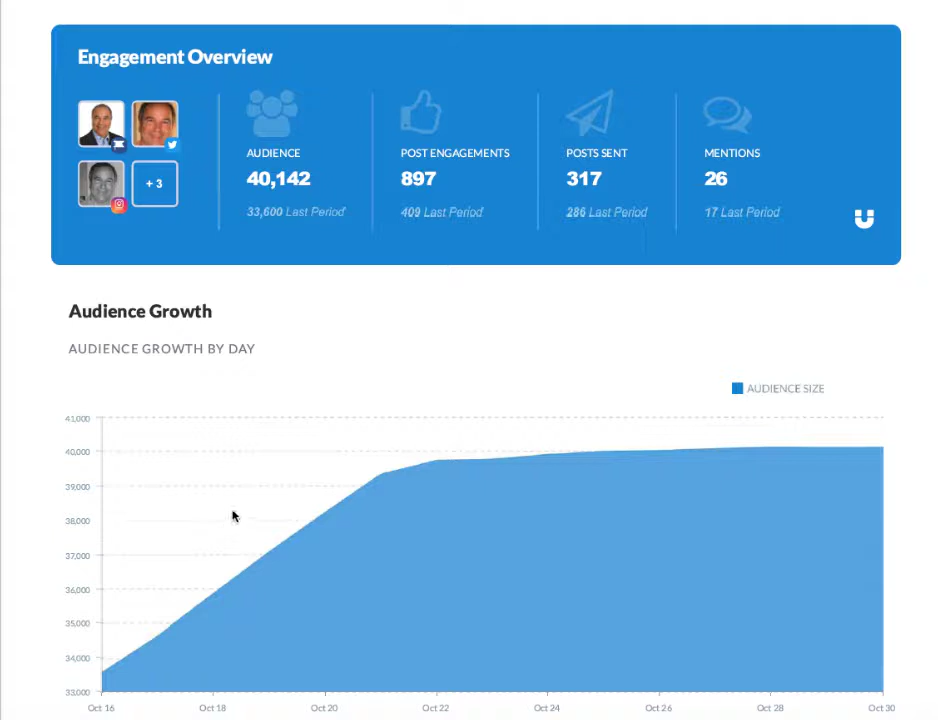 Engagement Overview
AUDIENCE
40,142
33,600 Last Period
POST ENGAGEMENTS
897
409 Last Period
POSTS SENT
317
286 Last Period
MENTIONS
26
17 Last Period
+ 3
Audience Growth
AUDIENCE GROWTH BY DAY
AUDIENCE SIZE
41,000
40,000
39,000
38,000
37,000
36,000
35,000
34,000
33,000
Oct 16 Oct 18 Oct 20 Oct 22 Oct 24 Oct 26 Oct 28 Oct 30